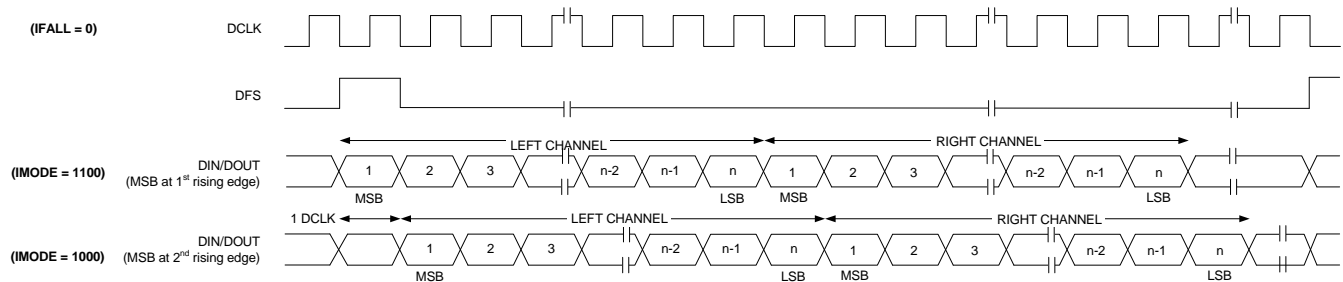 (IFALL = 0) DCLK
DFS
LEFT CHANNEL RIGHT CHANNEL
DIN/DOUT
(IMODE = 1100) (MSB at 1st rising edge) 1 2 3 n-2 n-1 n 1 2 3 n-2 n-1 n
MSB LSB MSB LSB
1 DCLK LEFT CHANNEL RIGHT CHANNEL
DIN/DOUT
(IMODE = 1000) (MSB at 2nd rising edge) 1 2 3 n-2 n-1 n 1 2 3 n-2 n-1 n
MSB LSB MSB LSB